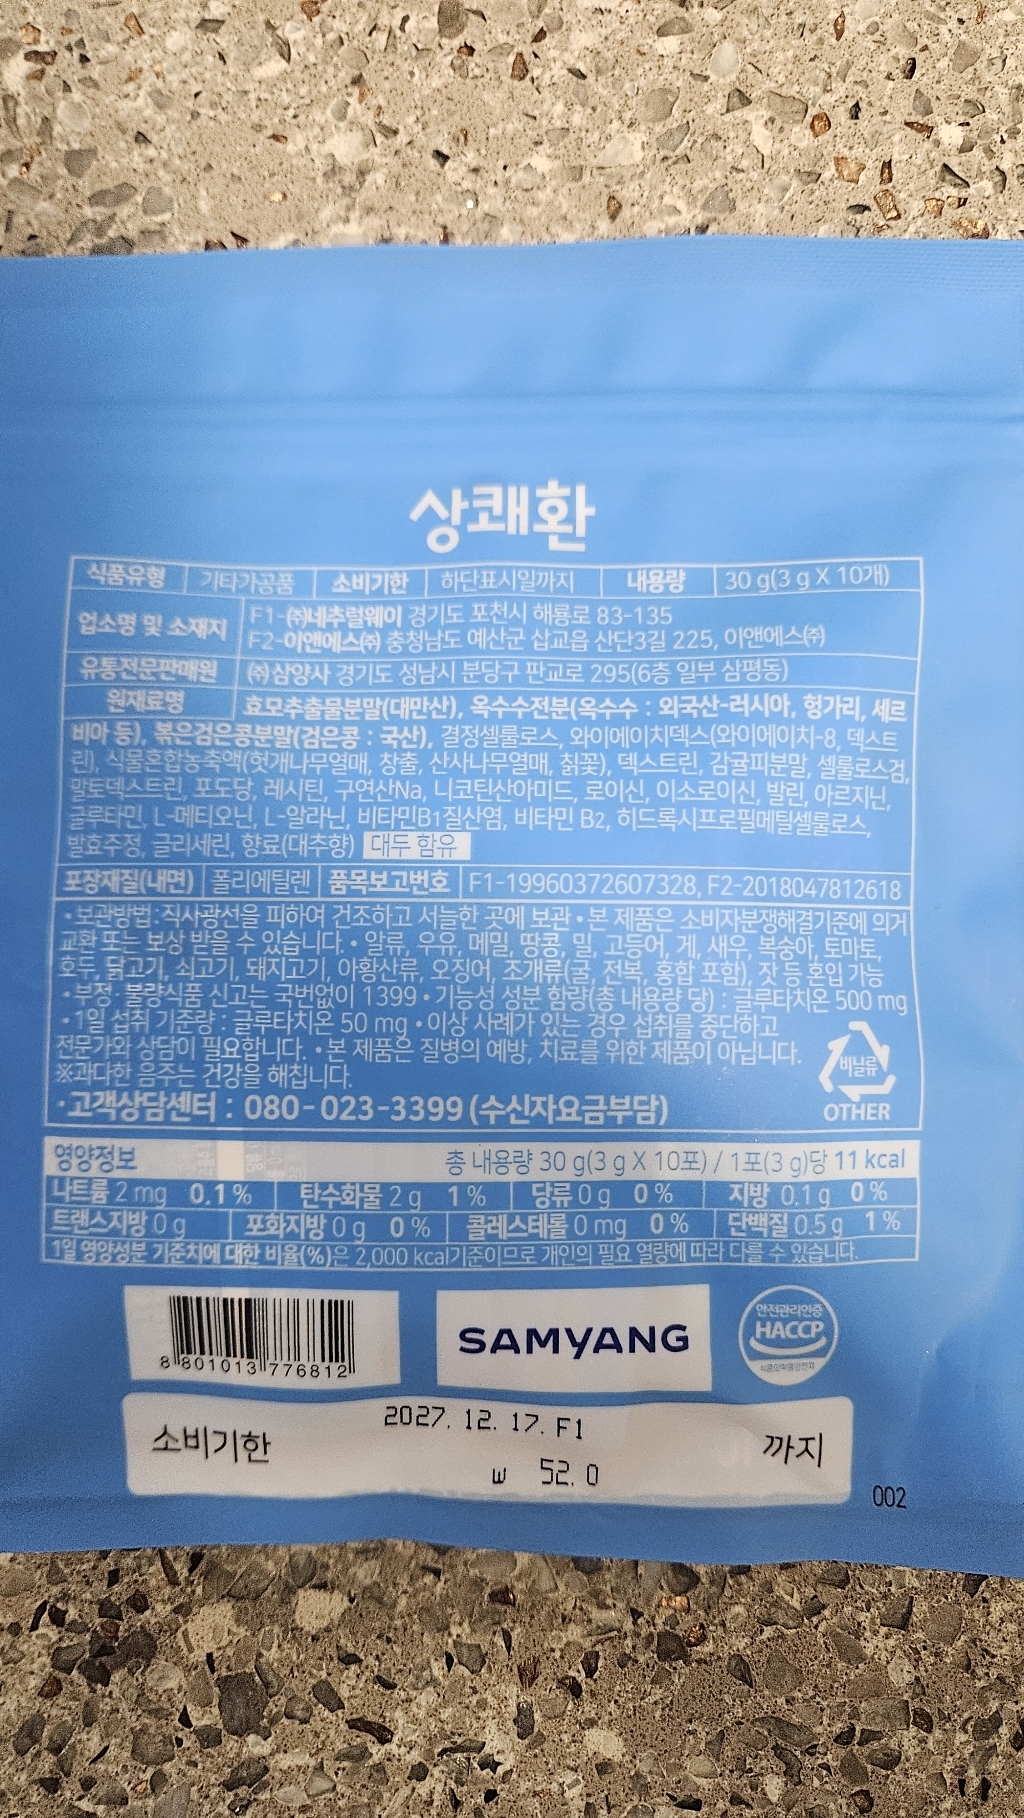 상쾌환
식품유형 기타가공품 소비기한 하단표시일까지 내용량 30 g(3 g X 10개)
업소명 및 소재지 F1-㈜네추럴웨이 경기도 포천시 해룡로 83-135
F2-이앤에스㈜ 충청남도 예산군 삽교읍 산단3길 225, 이앤에스㈜
유통전문판매원 ㈜삼양사 경기도 성남시 분당구 판교로 295(6층 일부 삼평동)
원재료명 효모추출물분말(대만산), 옥수수전분(옥수수 : 외국산-러시아, 헝가리, 세르
비아 등), 볶은검은콩분말(검은콩 : 국산), 결정셀룰로스, 와이에이치덱스(와이에이치-8, 덱스트
린), 식물혼합농축액(헛개나무열매, 창출, 산사나무열매, 칡꽃), 덱스트린, 감귤피분말, 셀룰로스검,
말토덱스트린, 포도당, 레시틴, 구연산Na, 니코틴산아미드, 로이신, 이소로이신, 발린, 아르지닌,
글루타민, L-메티오닌, L-알라닌, 비타민B1질산염, 비타민 B2, 히드록시프로필메틸셀룰로스,
발효주정, 글리세린, 향료(대추향) 대두 함유
포장재질(내면) 폴리에틸렌 품목보고번호 F1-19960372607328, F2-2018047812618
• 보관방법:직사광선을 피하여 건조하고 서늘한 곳에 보관 • 본 제품은 소비자분쟁해결기준에 의거
교환 또는 보상 받을 수 있습니다. • 알류, 우유, 메밀, 땅콩, 밀, 고등어, 게, 새우, 복숭아, 토마토,
호두, 닭고기, 쇠고기, 돼지고기, 아황산류, 오징어, 조개류(굴, 전복, 홍합 포함), 잣 등 혼입 가능
• 부정·불량식품 신고는 국번없이 1399 • 기능성 성분 함량(총 내용량 당) : 글루타치온 500 mg
• 1일 섭취 기준량 : 글루타치온 50 mg • 이상 사례가 있는 경우 섭취를 중단하고
전문가와 상담이 필요합니다. • 본 제품은 질병의 예방, 치료를 위한 제품이 아닙니다.
※과다한 음주는 건강을 해칩니다.
비닐류
OTHER
•고객상담센터 : 080-023-3399 (수신자요금부담)
영양정보 총 내용량 30 g(3 g X 10포) / 1포(3 g)당 11 kcal
나트륨 2 mg 0.1 % 탄수화물 2 g 1 % 당류 0 g 0 % 지방 0.1 g 0 %
트랜스지방 0 g 포화지방 0 g 0 % 콜레스테롤 0 mg 0 % 단백질 0.5 g 1 %
1일 영양성분 기준치에 대한 비율(%)은 2,000 kcal기준이므로 개인의 필요 열량에 따라 다를 수 있습니다.
8 801013 776812
SAMYANG
안전관리인증
HACCP
식품의약품안전처
2027. 12. 17. F1
소비기한 까지
w 52.0
002